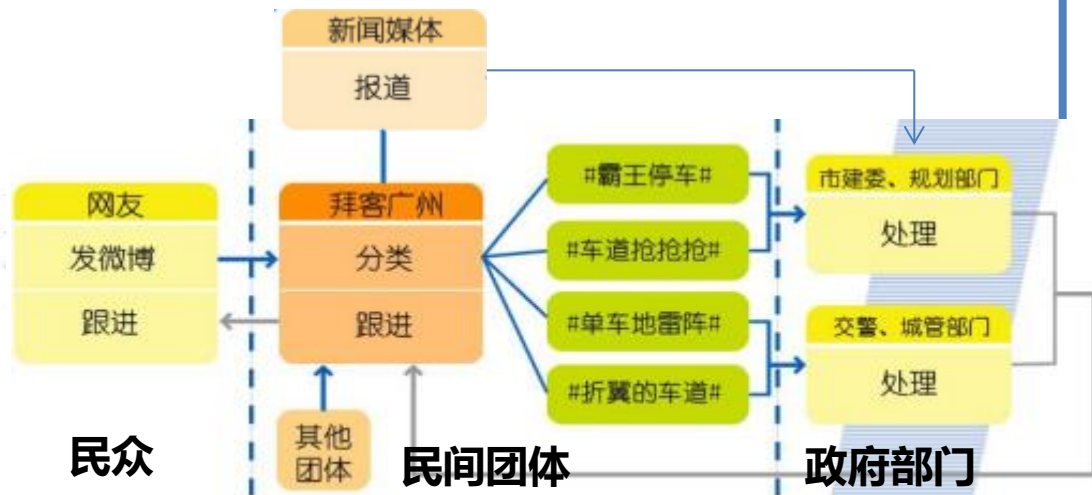 新闻媒体
报道
网友
发微博
跟进
拜客广州
分类
跟进
其他
团体
#霸王停车#
#车道抢抢抢#
#单车地雷阵#
#折翼的车道#
市建委、规划部门
处理
交警、城管部门
处理
民众
民间团体
政府部门